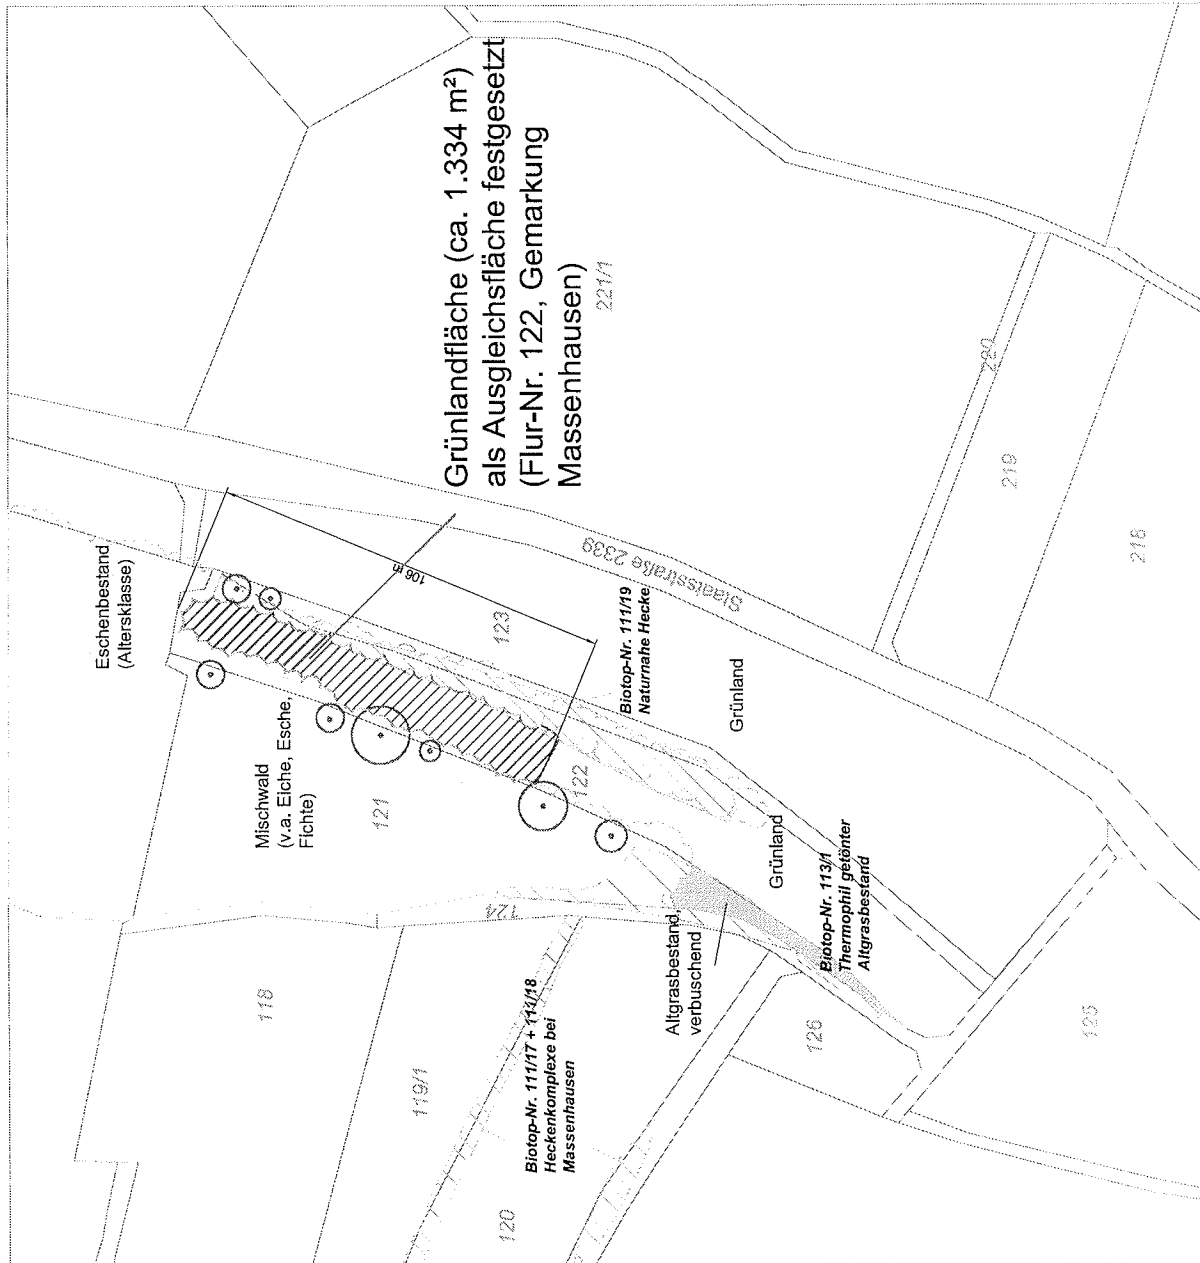 Grünlandfläche (ca. 1.334 m²)
als Ausgleichsfläche festgesetzt
(Flur-Nr. 122, Gemarkung
Massenhausen)
221/1
Eschenbestand
(Altersklasse)
Mischwald
(v.a. Eiche, Esche,
Fichte)
121
106 m
123
122
Staatsstraße 2339
Biotop-Nr. 111/19
Naturnahe Hecke
Grünland
Grünland
220
219
218
118
124
119/1
120
Biotop-Nr. 111/17 + 111/18
Heckenkomplexe bei
Massenhausen
Altgrasbestand,
verbuschend
Biotop-Nr. 113/1
Thermophil getönter
Altgrasbestand
126
125